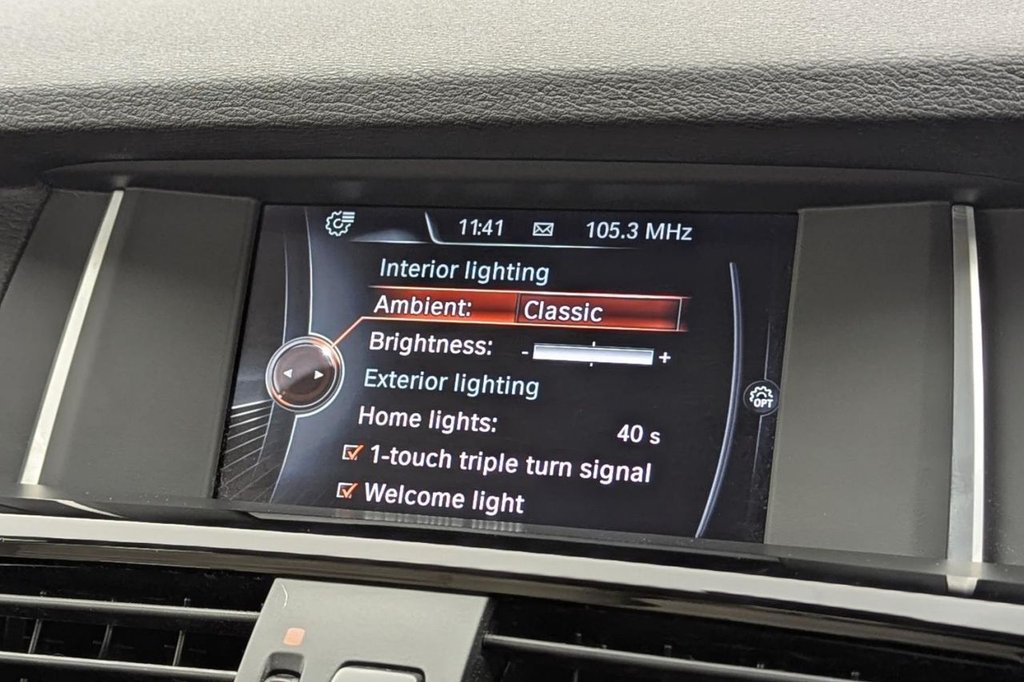 11:41 105.3 MHz
Interior lighting
Ambient: Classic
Brightness: - +
Exterior lighting
OPT
Home lights: 40 s
1-touch triple turn signal
Welcome light